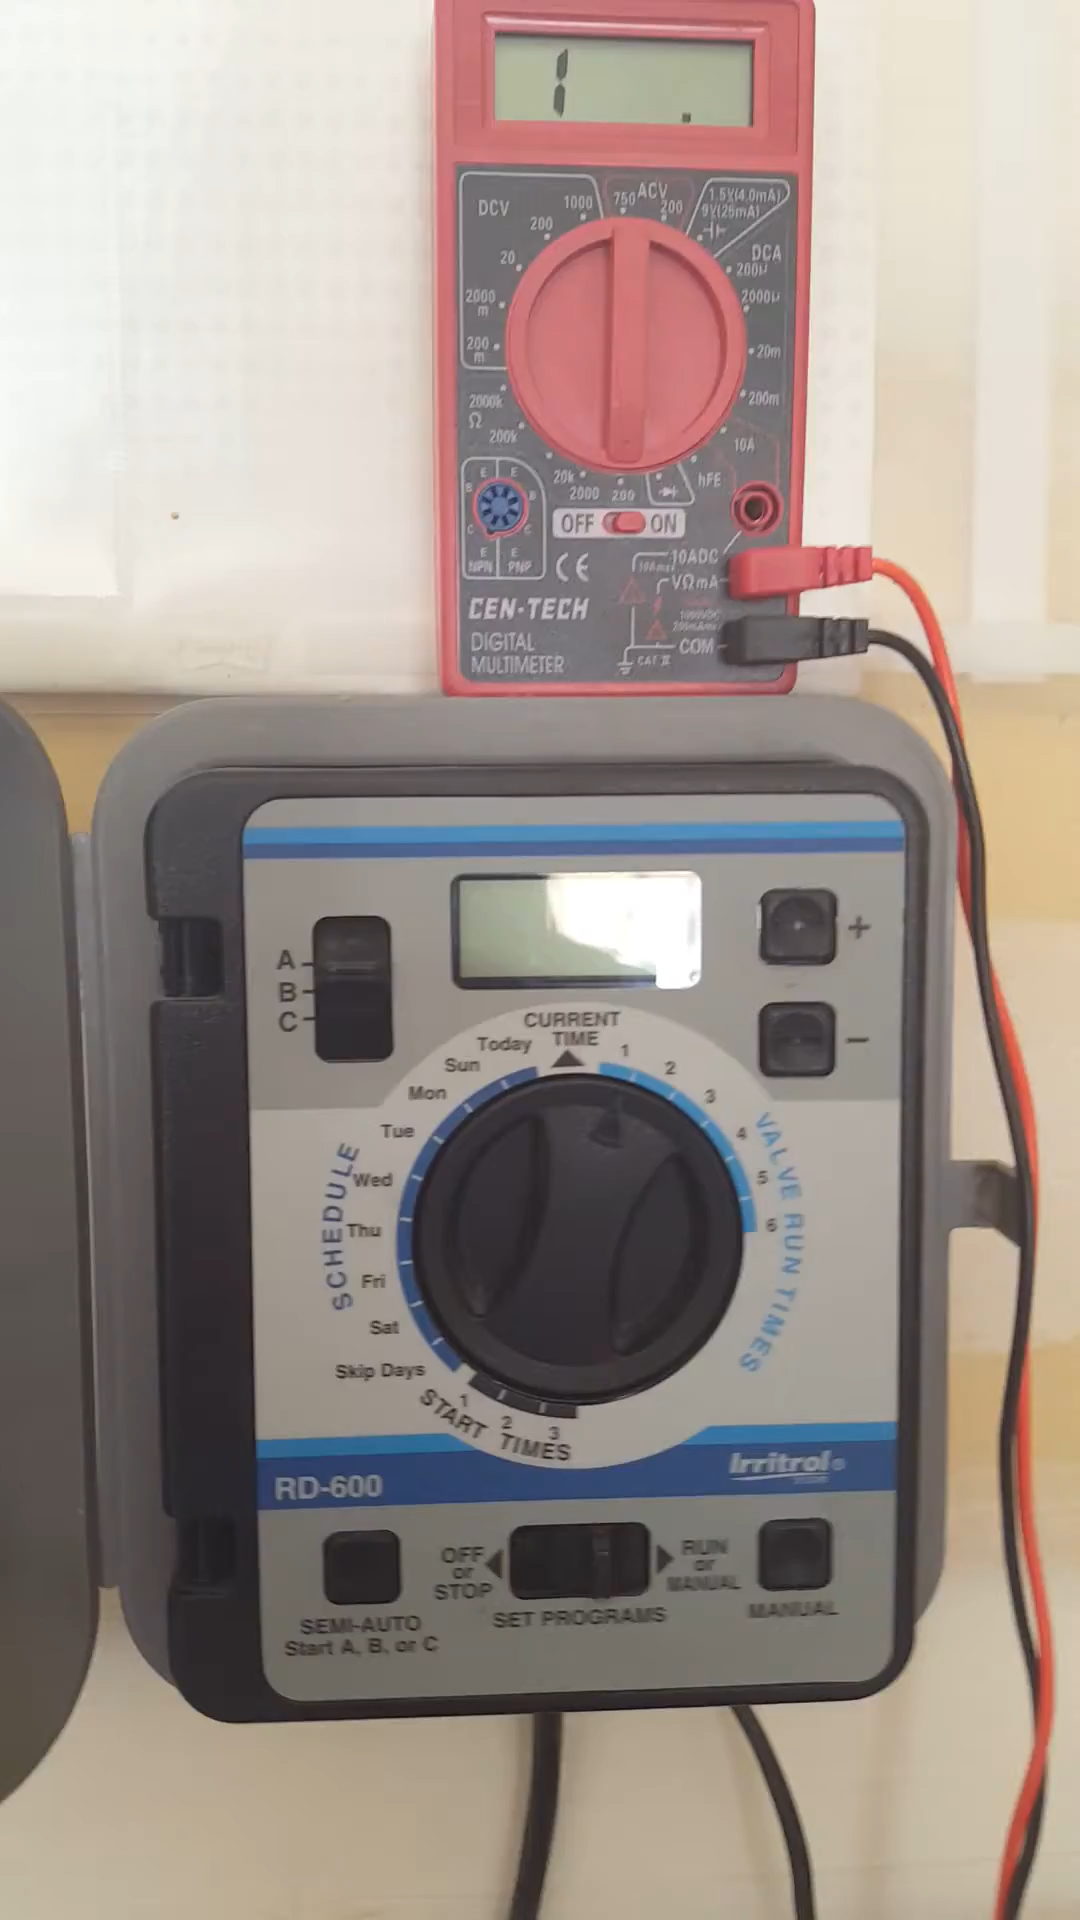 1 .
DCV
1000
750
ACV
200
1.5V(4.0mA)
9V(25mA)
200
20
2000
m
200
m
DCA
200µ
2000µ
20m
200m
10A
2000k
Ω
200k
20k
2000
200
hFE
E E
B B
C C
E E
NPN PNP
OFF ON
10ADC
VΩmA
COM
CAT II
CE
CEN-TECH
DIGITAL
MULTIMETER
A
B
C
+
-
CURRENT
TIME
Today
Sun
Mon
Tue
Wed
Thu
Fri
Sat
Skip Days
SCHEDULE
1
2
3
4
5
6
VALVE RUN TIMES
1
2
3
START TIMES
RD-600
Irritrol®
OFF
or
STOP
RUN
or
MANUAL
SET PROGRAMS
SEMI-AUTO
Start A, B, or C
MANUAL